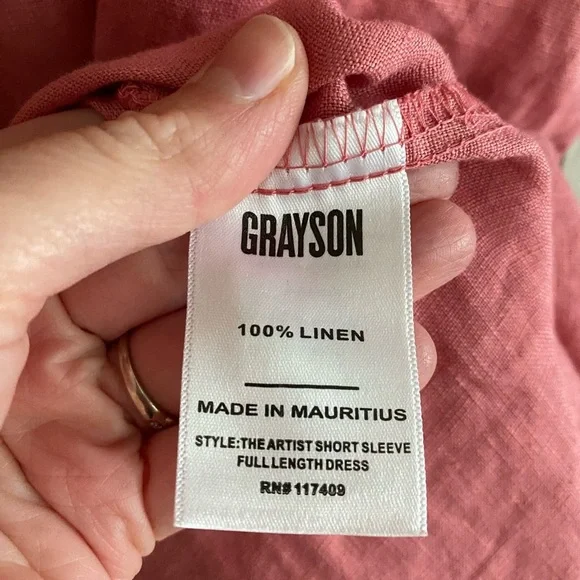 GRAYSON
100% LINEN
MADE IN MAURITIUS
STYLE:THE ARTIST SHORT SLEEVE
FULL LENGTH DRESS
RN# 117409